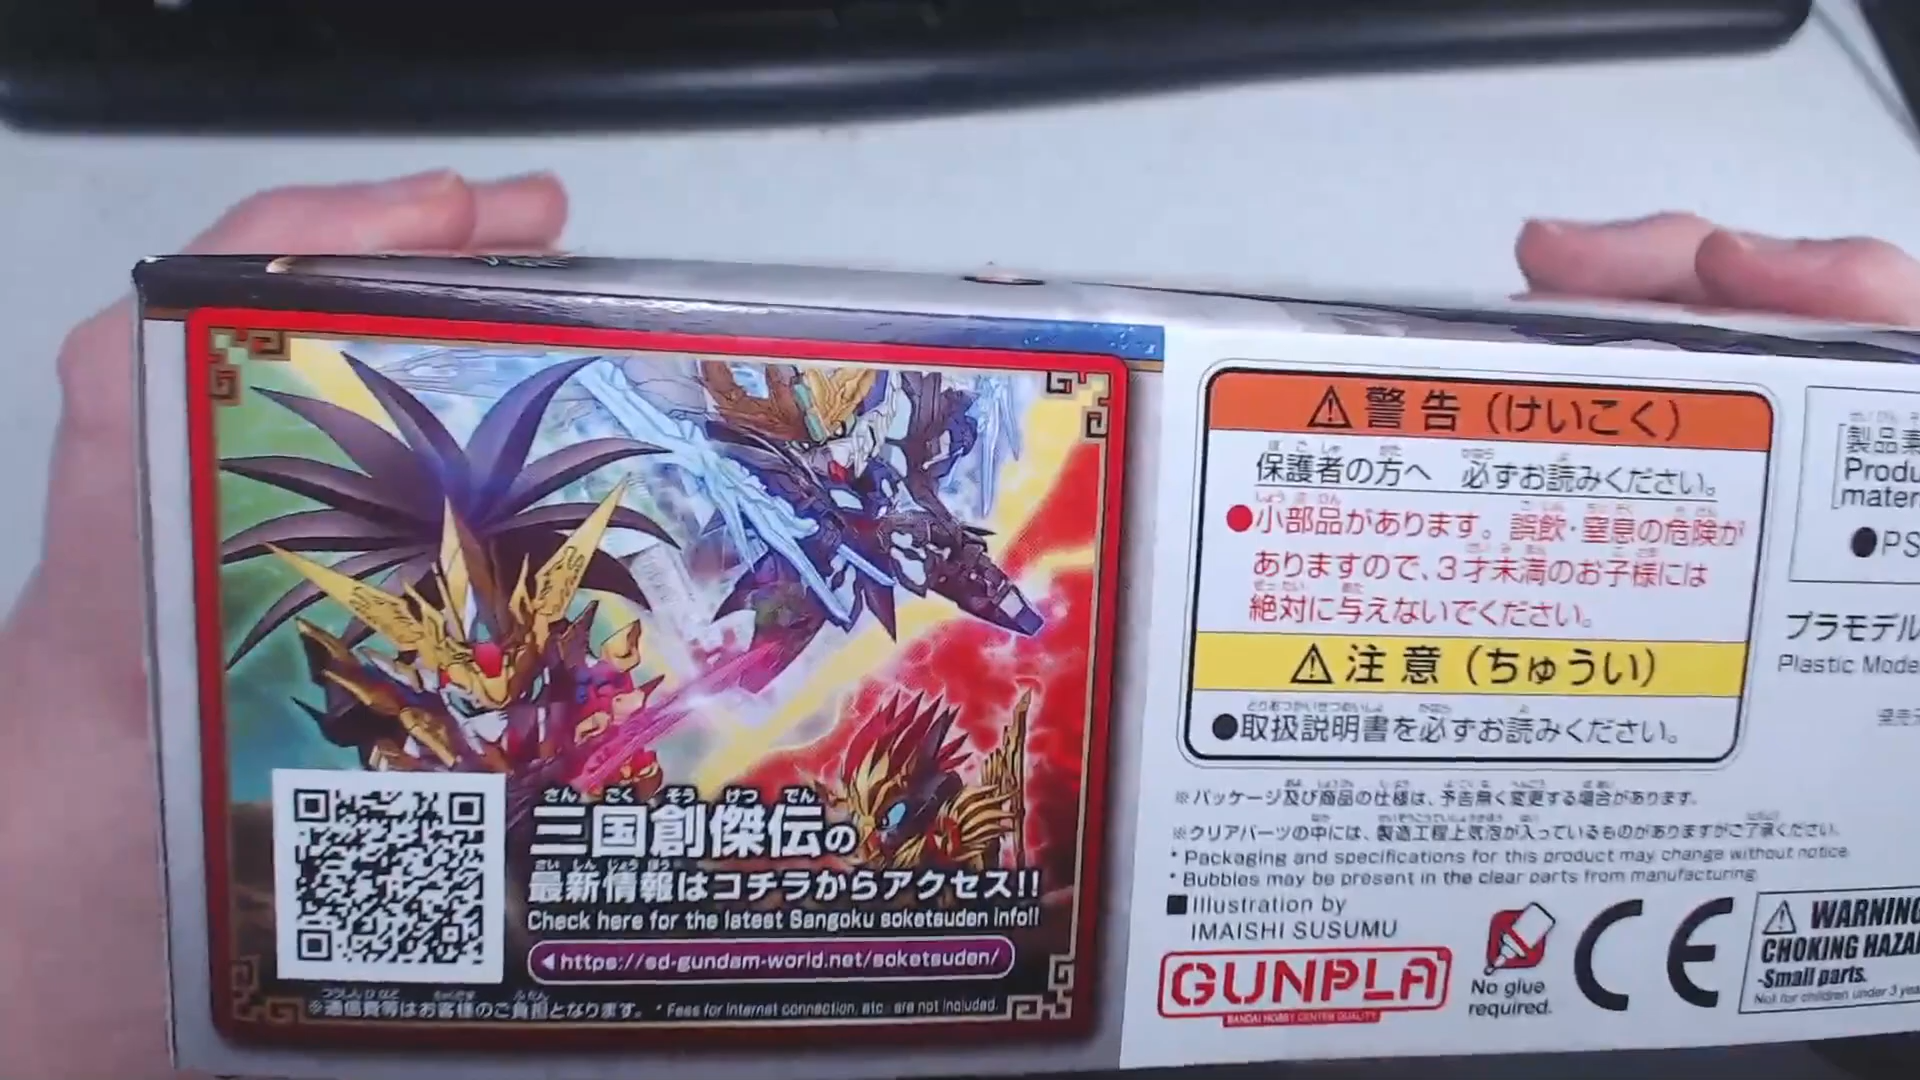 三国創傑伝の
最新情報はコチラからアクセス!!
Check here for the latest Sangoku soketsuden info!!
◀https://sd-gundam-world.net/soketsuden/
※通信費等はお客様のご負担となります。 * Fees for internet connection, etc. are not included.
⚠警告(けいこく)
保護者の方へ 必ずお読みください。
●小部品があります。誤飲・窒息の危険が
ありますので、3才未満のお子様には
絶対に与えないでください。
⚠注意(ちゅうい)
●取扱説明書を必ずお読みください。
※パッケージ及び商品の仕様は、予告無く変更する場合があります。
※クリアパーツの中には、製造工程上気泡が入っているものがありますがご了承ください。
* Packaging and specifications for this product may change without notice.
* Bubbles may be present in the clear parts from manufacturing.
■Illustration by
IMAISHI SUSUMU
GUNPLA
BANDAI HOBBY CENTER QUALITY
No glue
required.
CE
⚠WARNING
CHOKING HAZA
-Small parts.
Not for children under 3 yea
製品素
Produ
mater
●PS
プラモデル
Plastic Mode